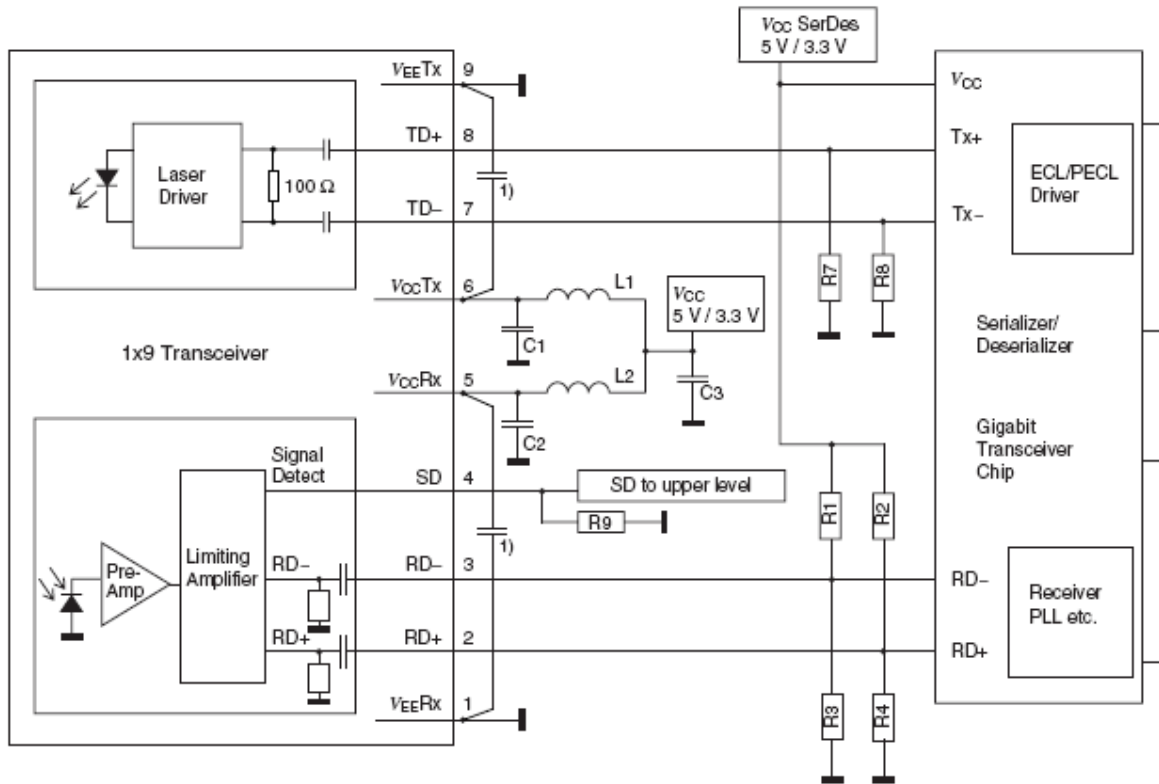 VCC SerDes
5 V / 3.3 V
VEETx
9
VCC
TD+
8
Tx+
Laser
Driver
100 Ω
1)
ECL/PECL
Driver
TD−
7
Tx−
R7
R8
VCCTx
6
L1
VCC
5 V / 3.3 V
C1
Serializer/
Deserializer
1x9 Transceiver
VCCRx
5
L2
C3
C2
Gigabit
Transceiver
Chip
Signal
Detect
SD
4
SD to upper level
R9
R1
R2
1)
Pre-
Amp
Limiting
Amplifier
RD−
RD−
3
RD−
Receiver
PLL etc.
RD+
RD+
2
RD+
VEERx
1
R3
R4